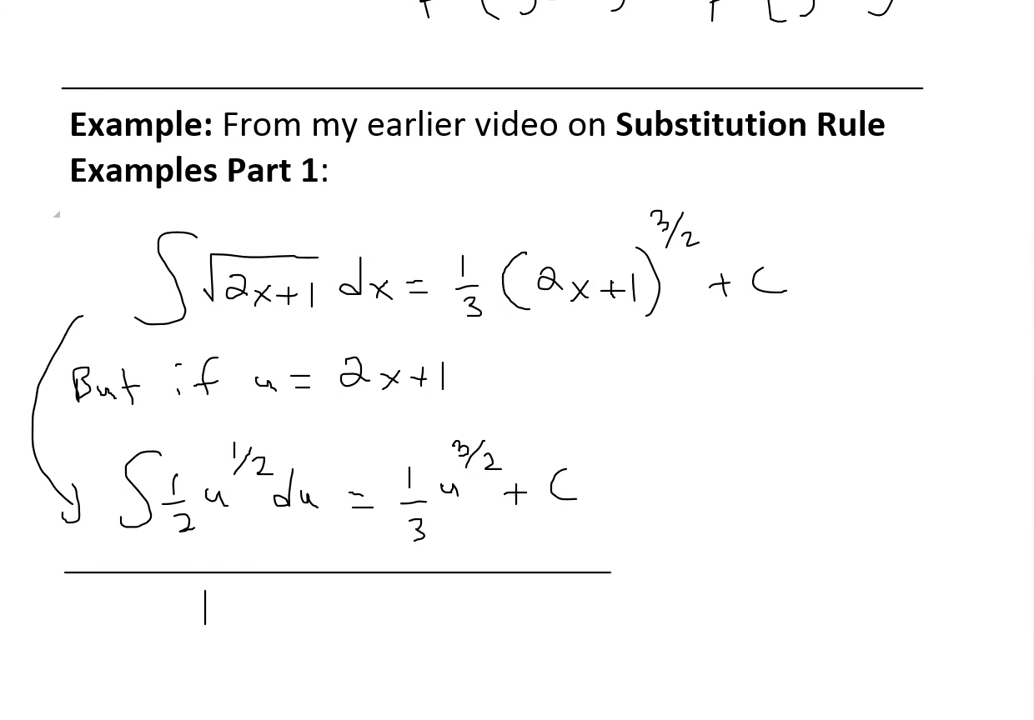 Example: From my earlier video on Substitution Rule
Examples Part 1:
∫√(2x+1) dx = 1/3 (2x+1)^(3/2) + C
But if u = 2x+1
∫ 1/2 u^(1/2) du = 1/3 u^(3/2) + C